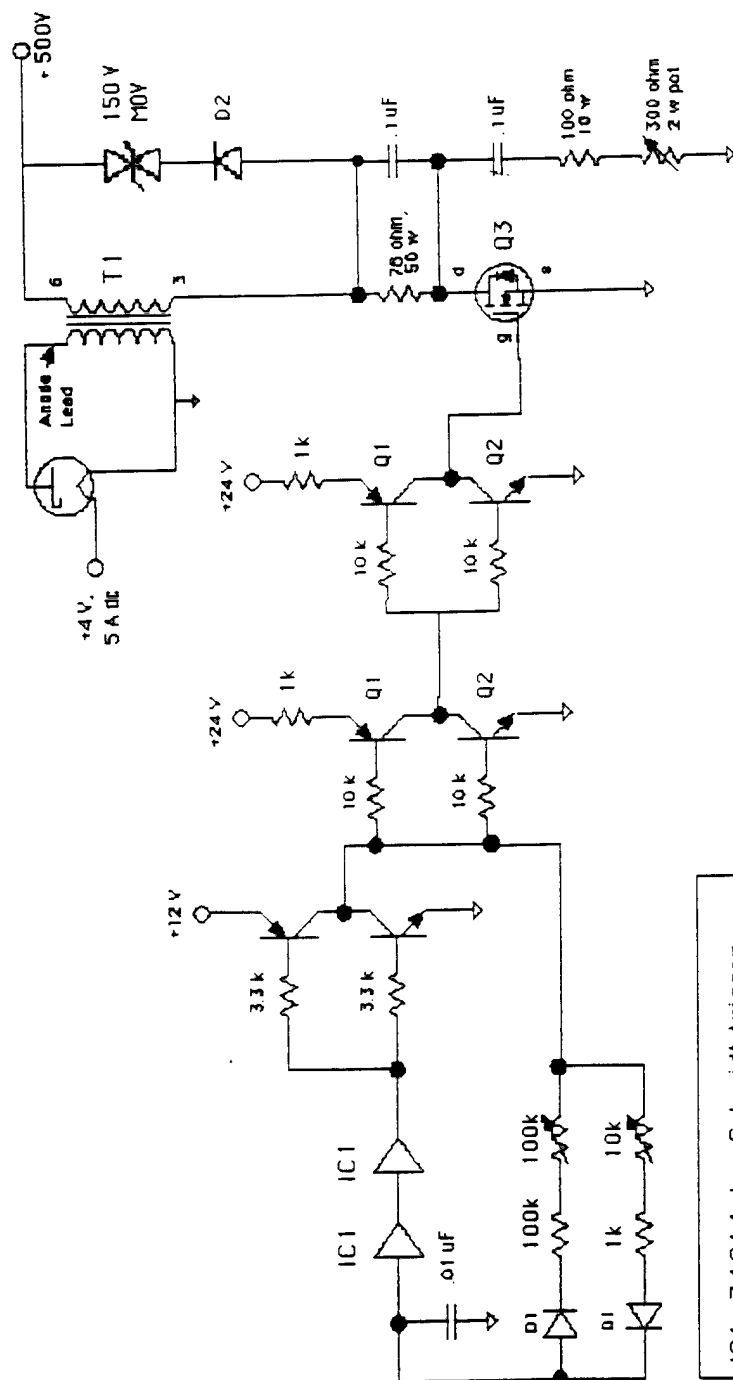 +500V
150 V
MOV
D2
.1uF
.1uF
100 ohm
10 w
300 ohm
2 w pot
6
T1
3
78 ohm,
50 w
d
Q3
s
g
Anode
Lead
+4 V,
5 A dc
+24 V
1k
Q1
10 k
Q2
10 k
+24 V
1k
Q1
10 k
Q2
10 k
+12 V
3.3 k
3.3 k
IC1
IC1
.01 uF
100k
100k
D1
10k
1k
D1